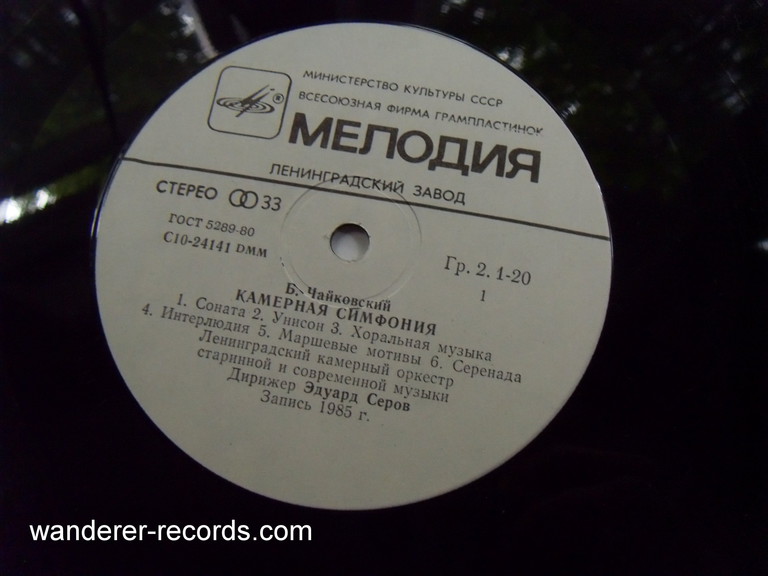 МИНИСТЕРСТВО КУЛЬТУРЫ СССР
ВСЕСОЮЗНАЯ ФИРМА ГРАМПЛАСТИНОК
®
МЕЛОДИЯ
ЛЕНИНГРАДСКИЙ ЗАВОД
СТЕРЕО 33
ГОСТ 5289-80
С10-24141 DMM
Гр. 2. 1-20
1
Б. Чайковский
КАМЕРНАЯ СИМФОНИЯ
1. Соната 2. Унисон 3. Хоральная музыка
4. Интерлюдия 5. Маршевые мотивы 6. Серенада
Ленинградский камерный оркестр
старинной и современной музыки
Дирижер Эдуард Серов
Запись 1985 г.
wanderer-records.com